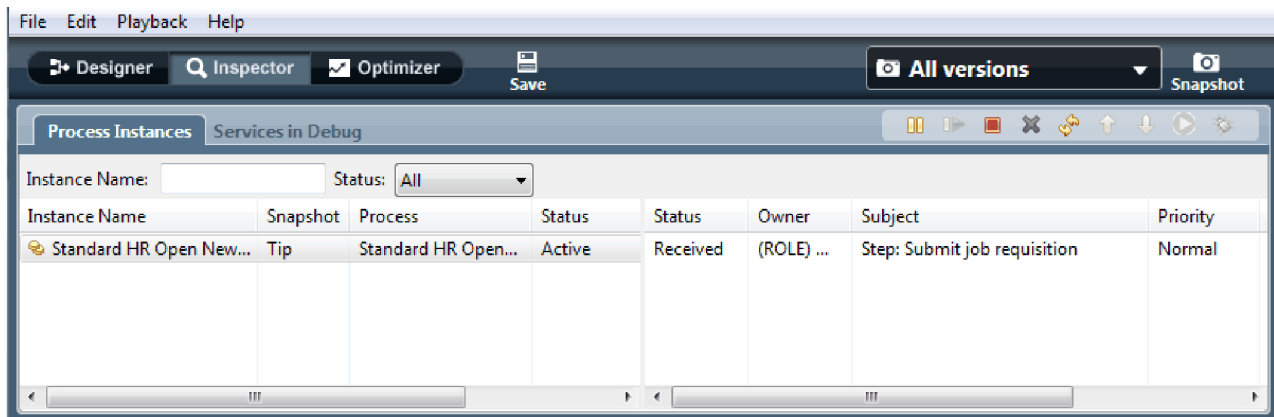 File Edit Playback Help
Designer Inspector Optimizer Save All versions Snapshot
Process Instances Services in Debug
Instance Name: Status: All
Instance Name Snapshot Process Status Status Owner Subject Priority
Standard HR Open New... Tip Standard HR Open... Active Received (ROLE) ... Step: Submit job requisition Normal